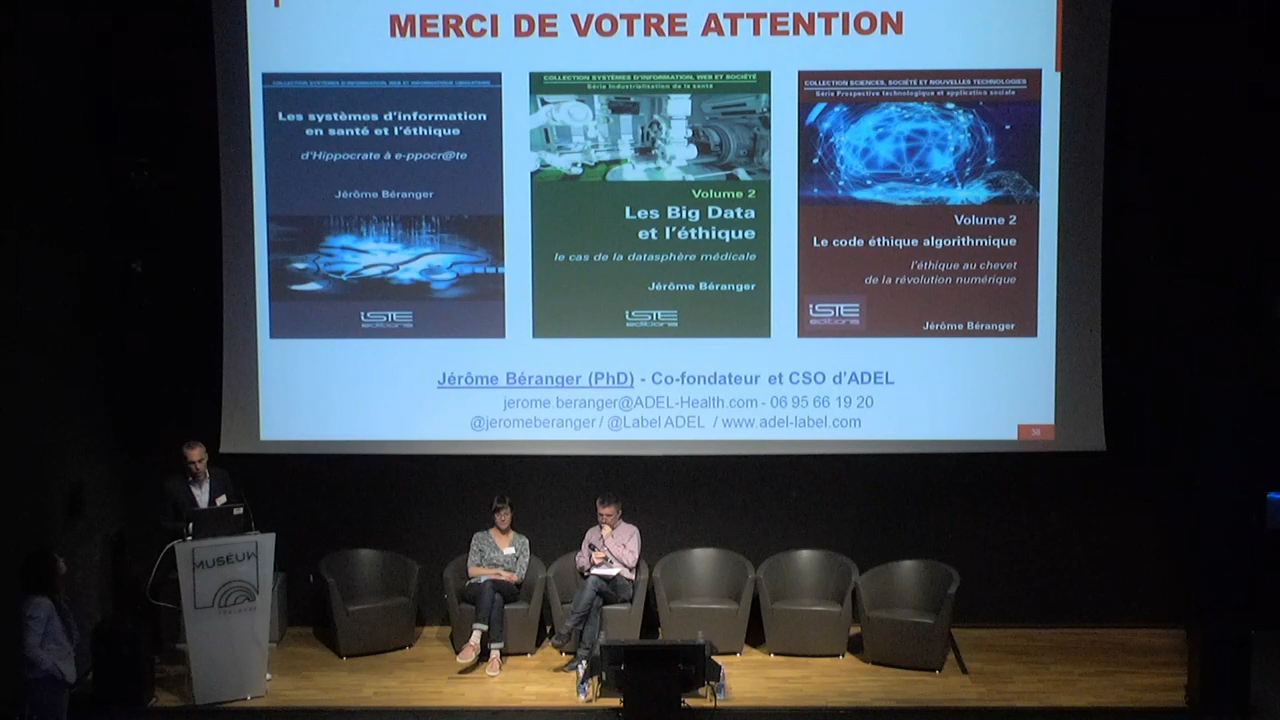 MERCI DE VOTRE ATTENTION
COLLECTION SYSTÈMES D'INFORMATION, WEB ET
Les systèmes d'information
en santé et l'éthique
d'Hippocrate à e-ppocr@te
Jérôme Béranger
iSTE
editions
COLLECTION SYSTÈMES D'INFORMATION, WEB ET SOCIÉTÉ
Série Industrialisation de la santé
Volume 2
Les Big Data
et l'éthique
le cas de la datasphère médicale
Jérôme Béranger
iSTE
editions
COLLECTION SCIENCES, SOCIÉTÉ ET NOUVELLES TECHNOLOGIES
Série Prospective technologique et application sociale
Volume 2
Le code éthique algorithmique
l'éthique au chevet
de la révolution numérique
iSTE
editions
Jérôme Béranger
Jérôme Béranger (PhD) - Co-fondateur et CSO d'ADEL
jerome.beranger@ADEL-Health.com - 06 95 66 19 20
@jeromeberanger / @Label ADEL / www.adel-label.com
38
MUSÉUM
TOULOUSE